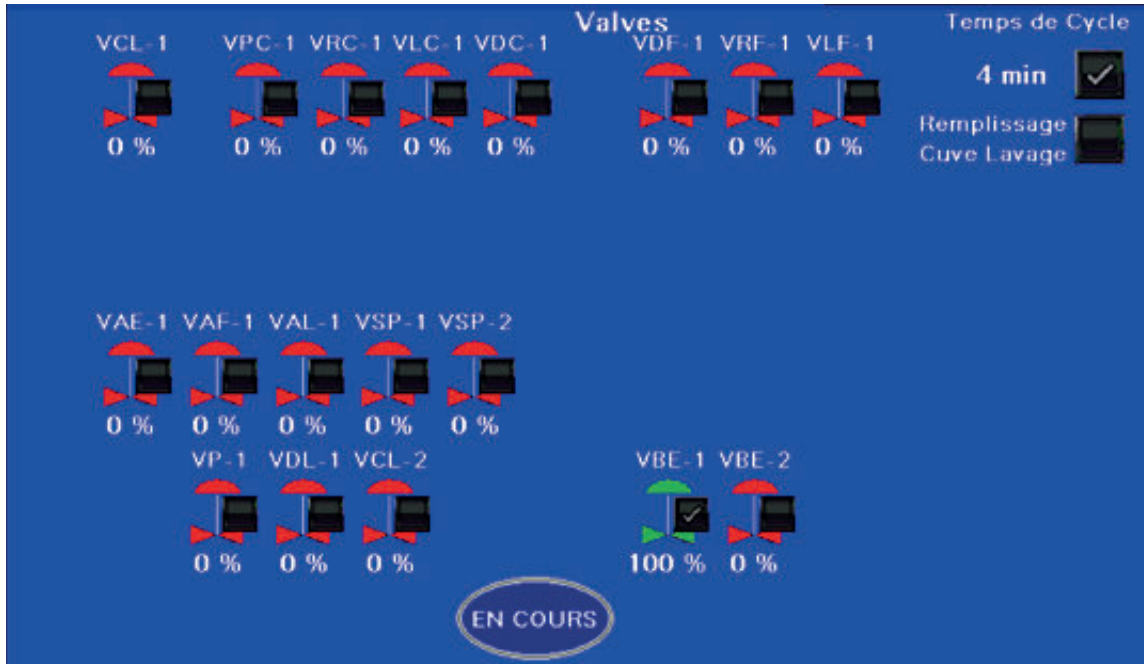 Valves
Temps de Cycle
VCL-1 VPC-1 VRC-1 VLC-1 VDC-1 VDF-1 VRF-1 VLF-1
4 min
0 % 0 % 0 % 0 % 0 % 0 % 0 % 0 %
Remplissage
Cuve Lavage
VAE-1 VAF-1 VAL-1 VSP-1 VSP-2
0 % 0 % 0 % 0 % 0 %
VP-1 VDL-1 VCL-2 VBE-1 VBE-2
0 % 0 % 0 % 100 % 0 %
EN COURS